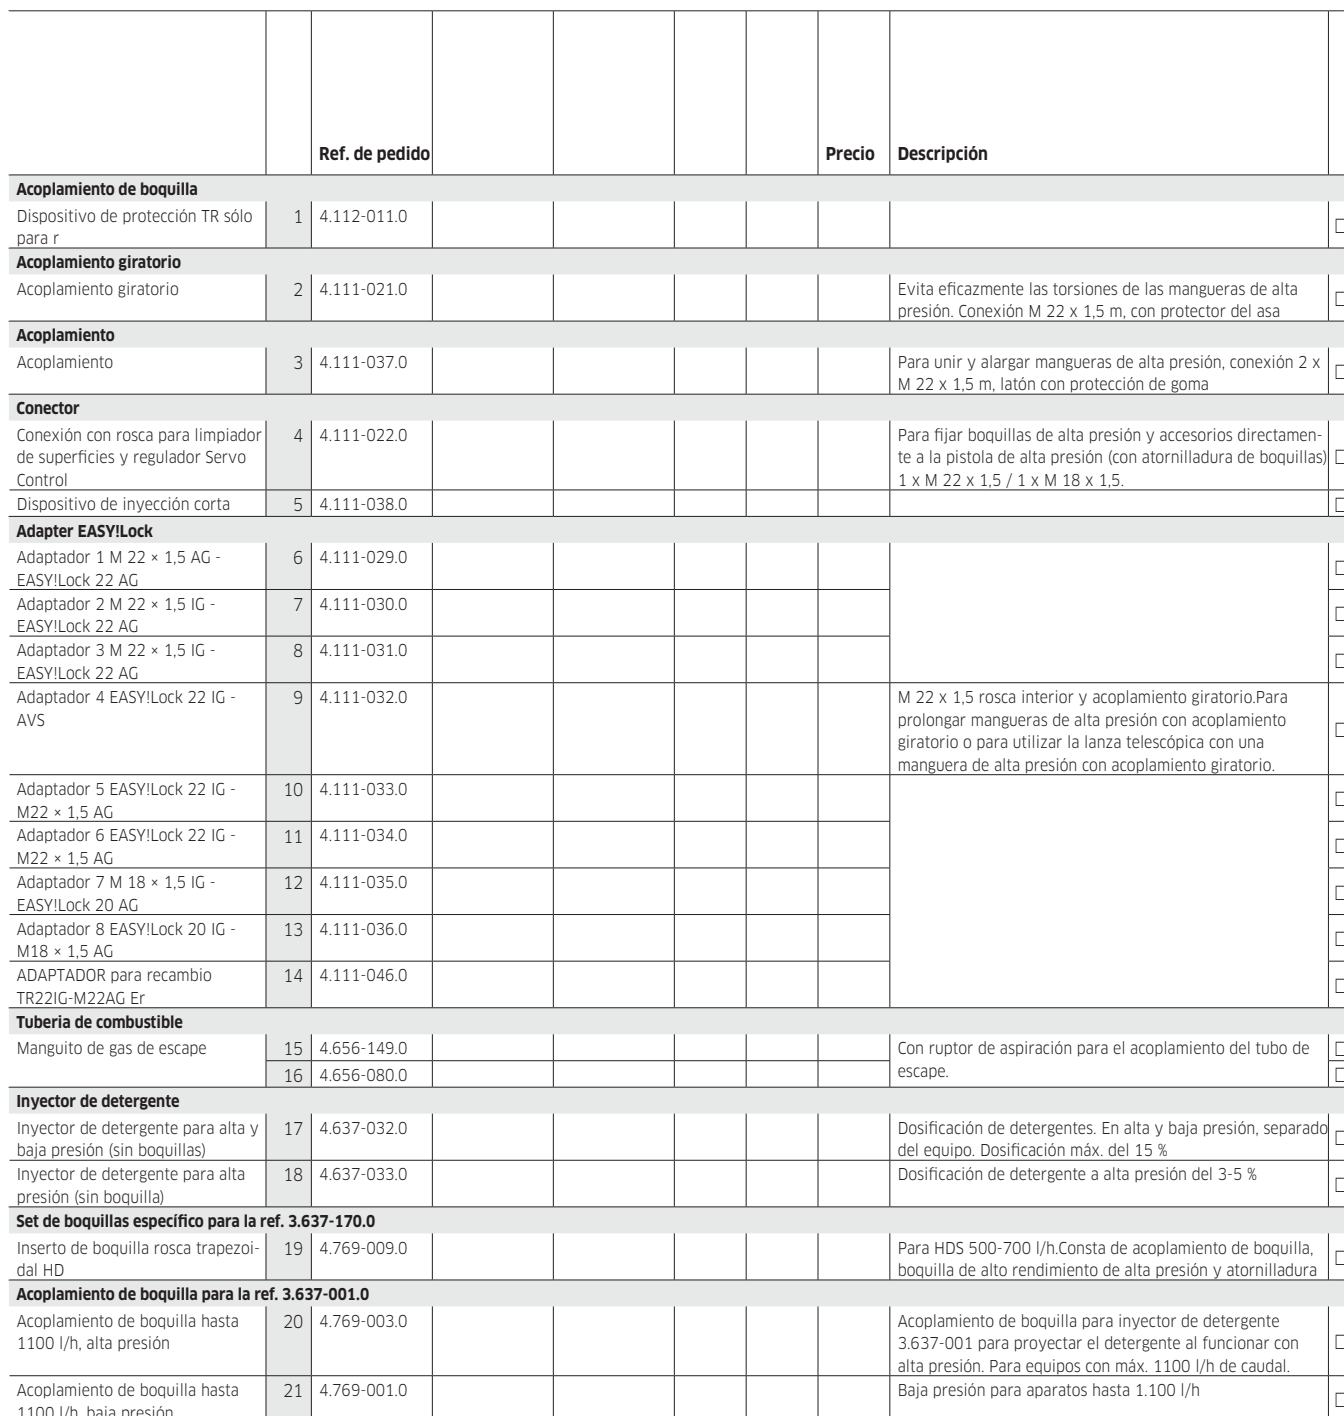 Ref. de pedido Precio Descripción
Acoplamiento de boquilla
Dispositivo de protección TR sólo 1 4.112-011.0
para r
Acoplamiento giratorio
Acoplamiento giratorio 2 4.111-021.0 Evita eficazmente las torsiones de las mangueras de alta
presión. Conexión M 22 x 1,5 m, con protector del asa
Acoplamiento
Acoplamiento 3 4.111-037.0 Para unir y alargar mangueras de alta presión, conexión 2 x
M 22 x 1,5 m, latón con protección de goma
Conector
Conexión con rosca para limpiador 4 4.111-022.0 Para fijar boquillas de alta presión y accesorios directamen-
de superficies y regulador Servo te a la pistola de alta presión (con atornilladura de boquillas)
Control 1 x M 22 x 1,5 / 1 x M 18 x 1,5.
Dispositivo de inyección corta 5 4.111-038.0
Adapter EASY!Lock
Adaptador 1 M 22 × 1,5 AG - 6 4.111-029.0
EASY!Lock 22 AG
Adaptador 2 M 22 × 1,5 IG - 7 4.111-030.0
EASY!Lock 22 AG
Adaptador 3 M 22 × 1,5 IG - 8 4.111-031.0
EASY!Lock 22 AG
Adaptador 4 EASY!Lock 22 IG - 9 4.111-032.0 M 22 x 1,5 rosca interior y acoplamiento giratorio.Para
AVS prolongar mangueras de alta presión con acoplamiento
giratorio o para utilizar la lanza telescópica con una
manguera de alta presión con acoplamiento giratorio.
Adaptador 5 EASY!Lock 22 IG - 10 4.111-033.0
M22 × 1,5 AG
Adaptador 6 EASY!Lock 22 IG - 11 4.111-034.0
M22 × 1,5 AG
Adaptador 7 M 18 × 1,5 IG - 12 4.111-035.0
EASY!Lock 20 AG
Adaptador 8 EASY!Lock 20 IG - 13 4.111-036.0
M18 × 1,5 AG
ADAPTADOR para recambio 14 4.111-046.0
TR22IG-M22AG Er
Tuberia de combustible
Manguito de gas de escape 15 4.656-149.0 Con ruptor de aspiración para el acoplamiento del tubo de
16 4.656-080.0 escape.
Inyector de detergente
Inyector de detergente para alta y 17 4.637-032.0 Dosificación de detergentes. En alta y baja presión, separado
baja presión (sin boquillas) del equipo. Dosificación máx. del 15 %
Inyector de detergente para alta 18 4.637-033.0 Dosificación de detergente a alta presión del 3-5 %
presión (sin boquilla)
Set de boquillas específico para la ref. 3.637-170.0
Inserto de boquilla rosca trapezoi- 19 4.769-009.0 Para HDS 500-700 l/h.Consta de acoplamiento de boquilla,
dal HD boquilla de alto rendimiento de alta presión y atornilladura
Acoplamiento de boquilla para la ref. 3.637-001.0
Acoplamiento de boquilla hasta 20 4.769-003.0 Acoplamiento de boquilla para inyector de detergente
1100 l/h, alta presión 3.637-001 para proyectar el detergente al funcionar con
alta presión. Para equipos con máx. 1100 l/h de caudal.
Acoplamiento de boquilla hasta 21 4.769-001.0 Baja presión para aparatos hasta 1.100 l/h
1100 l/h, baja presión